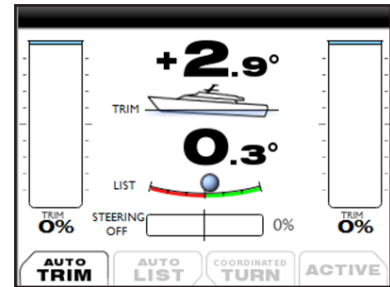 +2.9°
TRIM
0.3°
LIST
TRIM
0%
STEERING
OFF
0%
TRIM
0%
AUTO
TRIM
AUTO
LIST
COORDINATED
TURN
ACTIVE